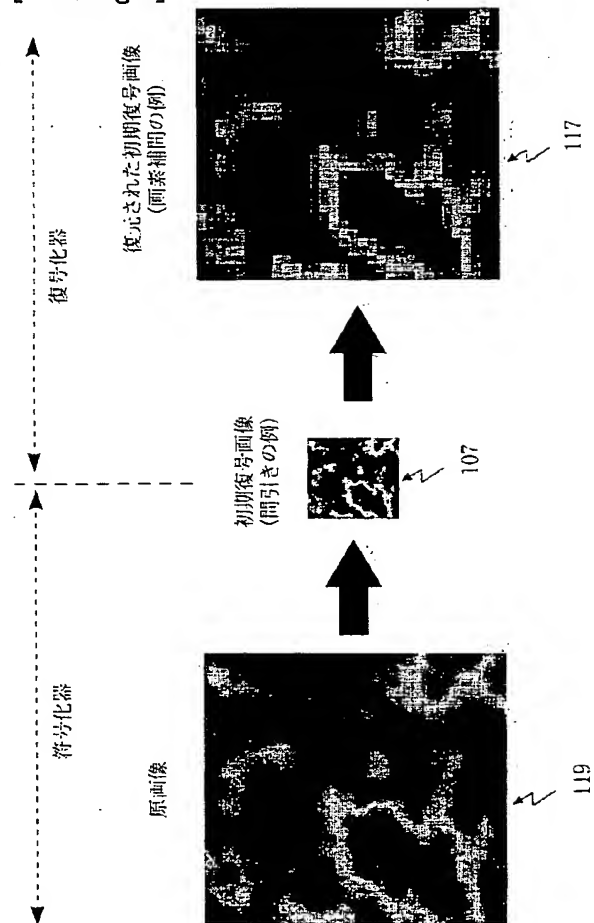 符号化器
復号化器
原画像
初期復号画像
(間引きの例)
復元された初期復号画像
(画素補間の例)
119
107
117